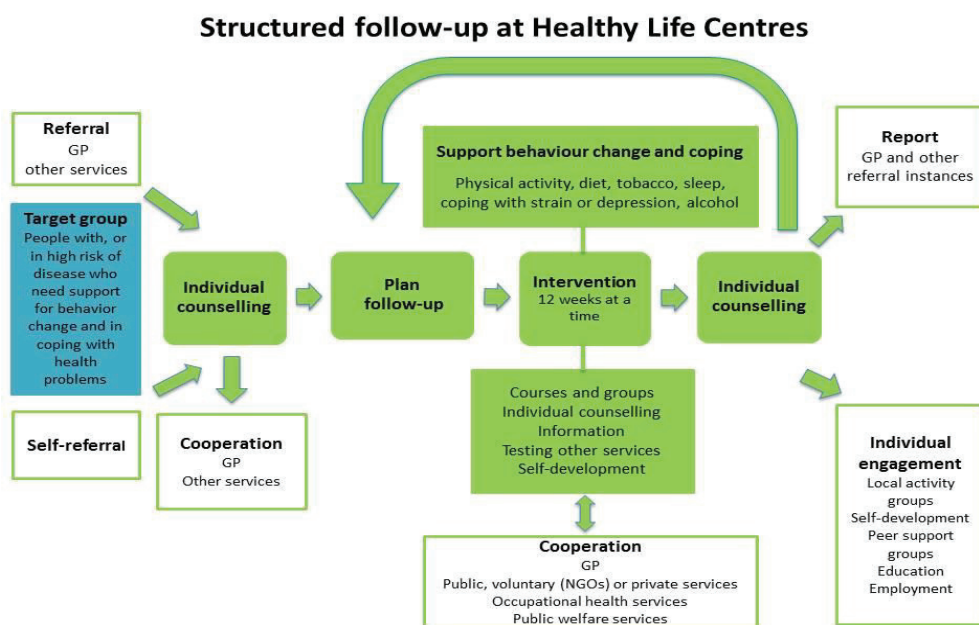 Structured follow-up at Healthy Life Centres
Referral
GP
other services
Target group
People with, or
in high risk of
disease who
need support
for behavior
change and in
coping with
health
problems
Self-referral
Individual
counselling
Cooperation
GP
Other services
Plan
follow-up
Support behaviour change and coping
Physical activity, diet, tobacco, sleep,
coping with strain or depression, alcohol
Intervention
12 weeks at a
time
Courses and groups
Individual counselling
Information
Testing other services
Self-development
Cooperation
GP
Public, voluntary (NGOs) or private services
Occupational health services
Public welfare services
Individual
counselling
Report
GP and other
referral instances
Individual
engagement
Local activity
groups
Self-development
Peer support
groups
Education
Employment